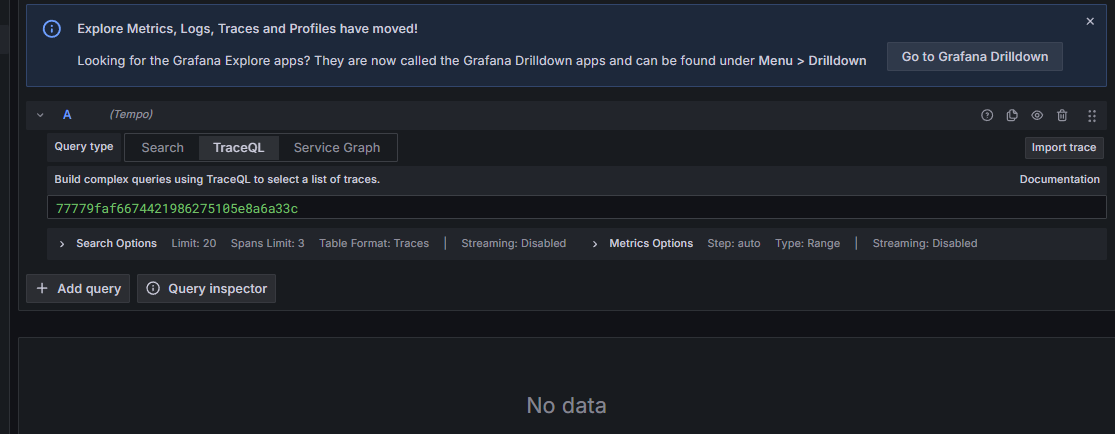 Explore Metrics, Logs, Traces and Profiles have moved!
Looking for the Grafana Explore apps? They are now called the Grafana Drilldown apps and can be found under Menu > Drilldown
Go to Grafana Drilldown
A (Tempo)
Query type Search TraceQL Service Graph Import trace
Build complex queries using TraceQL to select a list of traces. Documentation
77779faf6674421986275105e8a6a33c
Search Options Limit: 20 Spans Limit: 3 Table Format: Traces | Streaming: Disabled Metrics Options Step: auto Type: Range | Streaming: Disabled
+ Add query Query inspector
No data